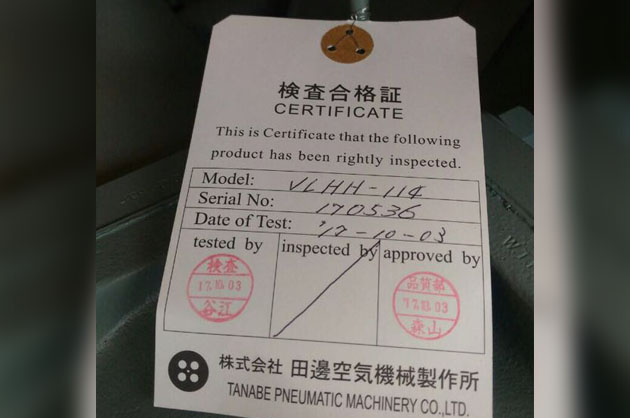 検査合格証
CERTIFICATE
This is Certificate that the following
product has been rightly inspected.
Model: VLHH-114
Serial No: 170536
Date of Test: '17-10-03
tested by inspected by approved by
検査 品質部
17.10.03 17.10.03
谷江 森山
株式会社 田邊空気機械製作所
TANABE PNEUMATIC MACHINERY CO.,LTD.